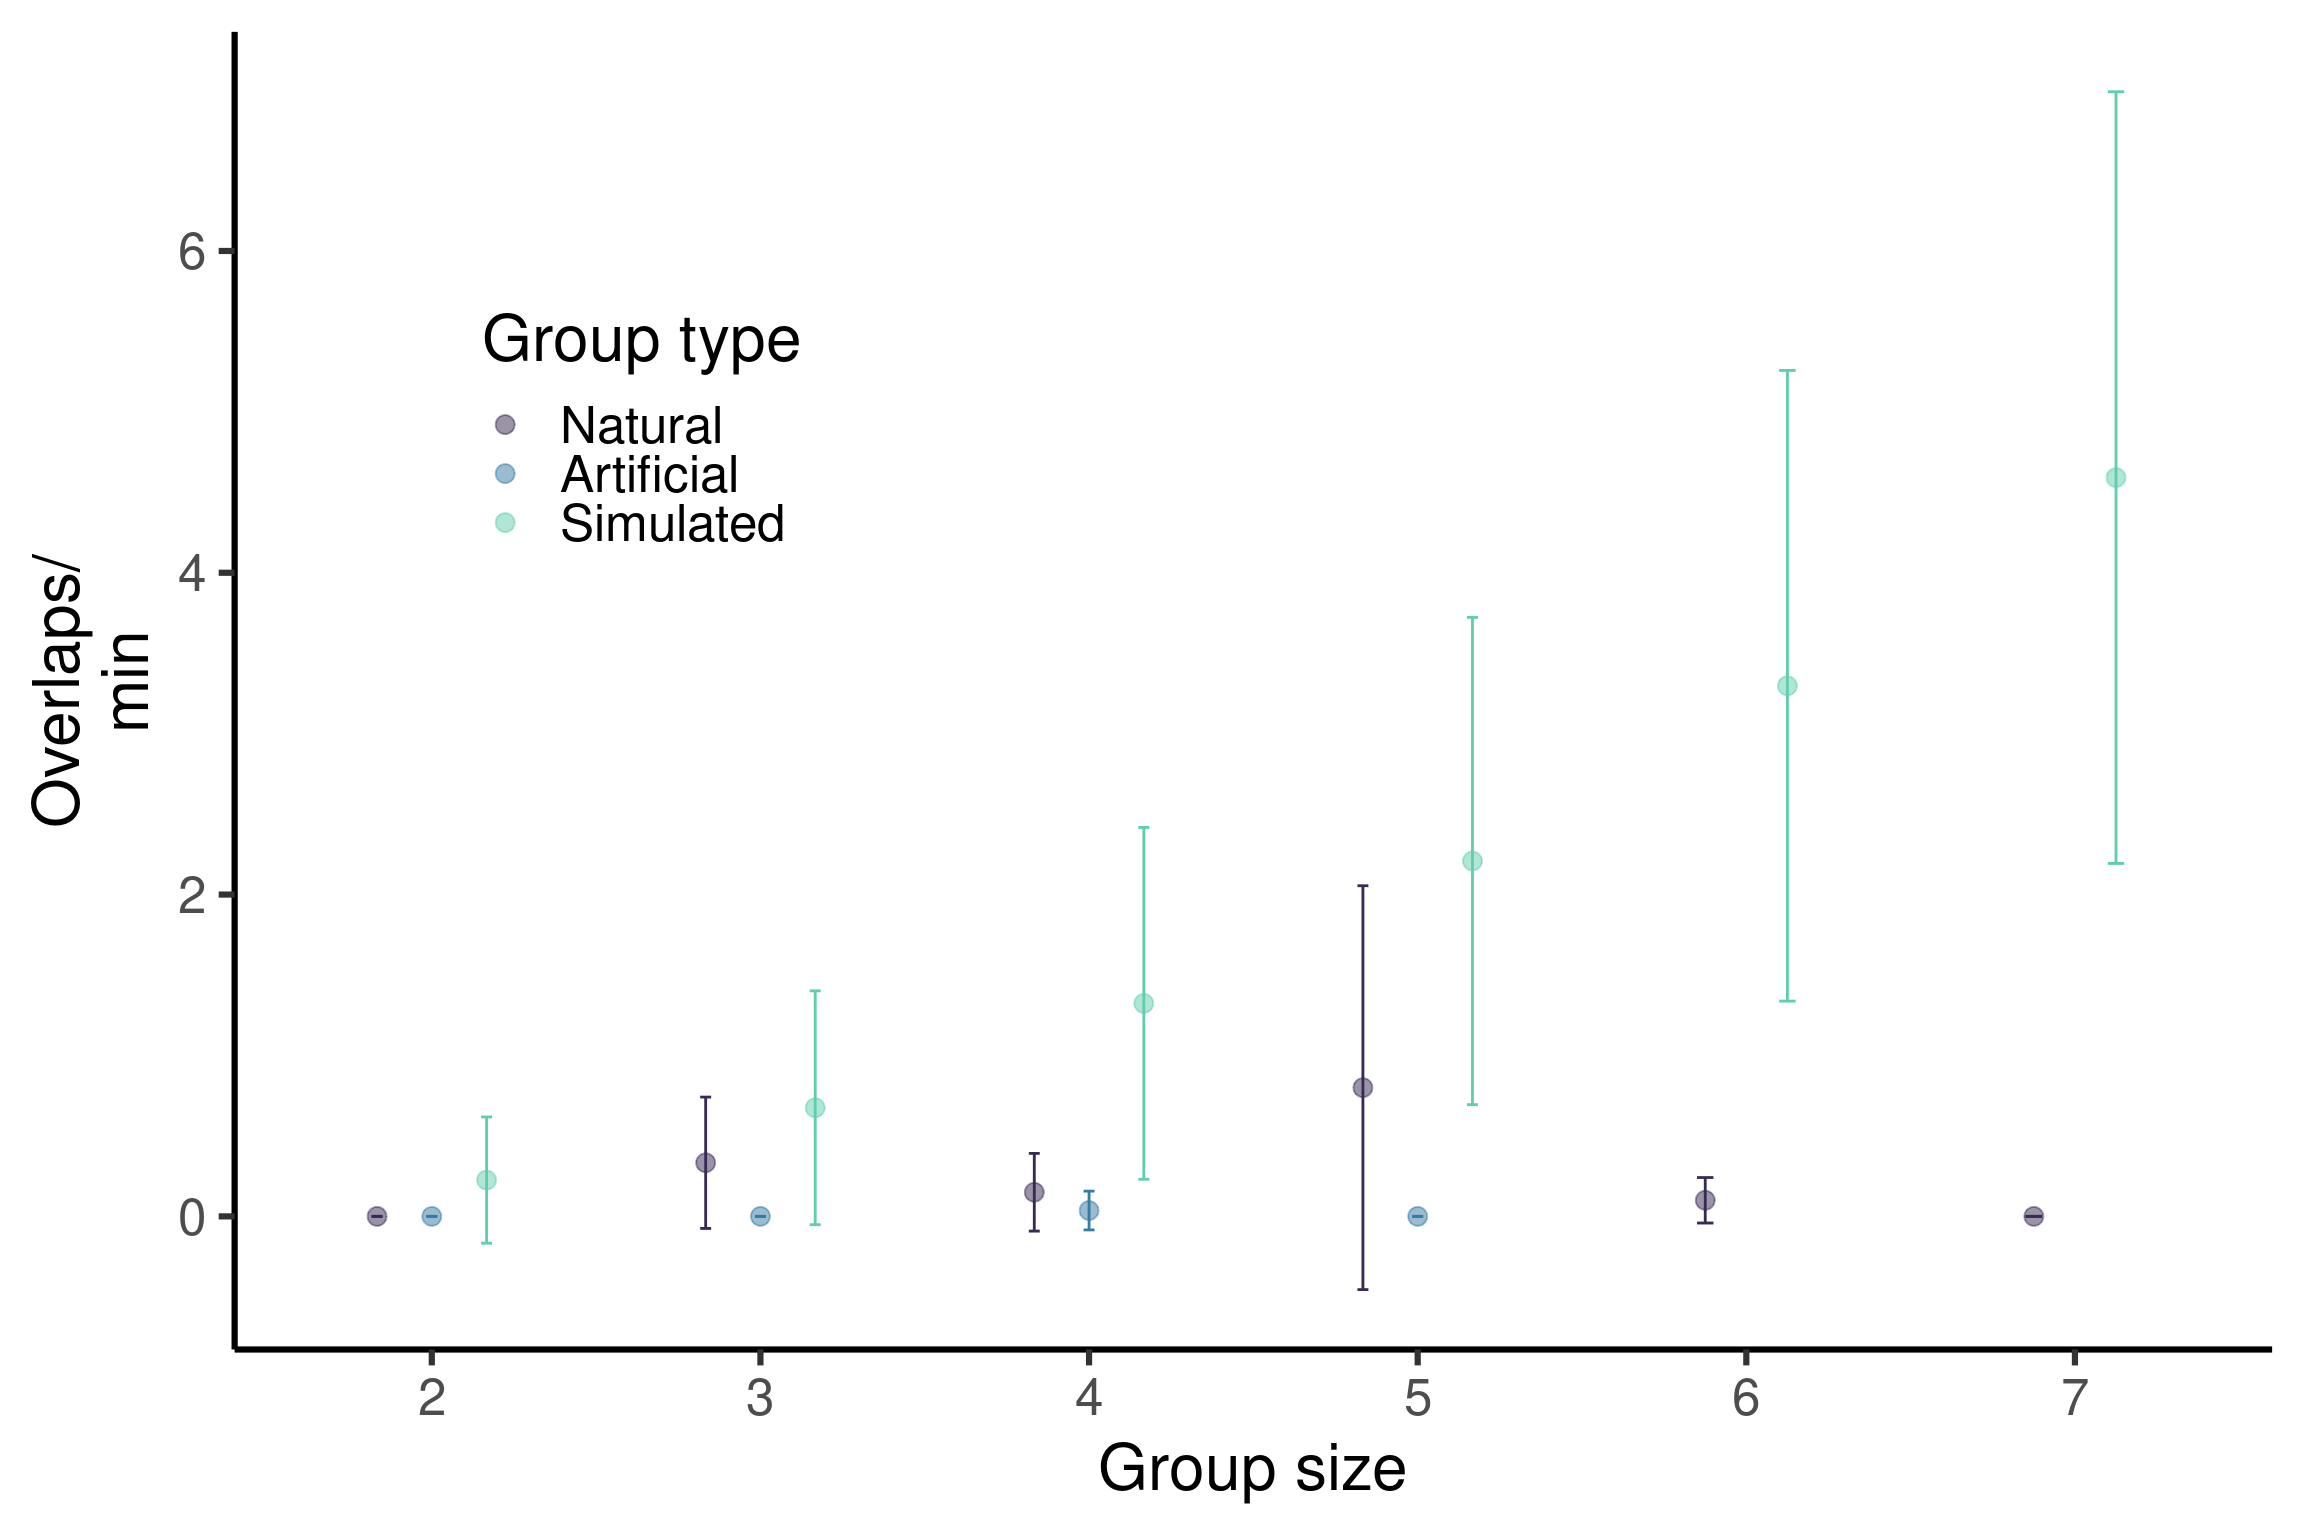 Overlaps/
min
6
4
2
0
Group type
Natural
Artificial
Simulated
2 3 4 5 6 7
Group size